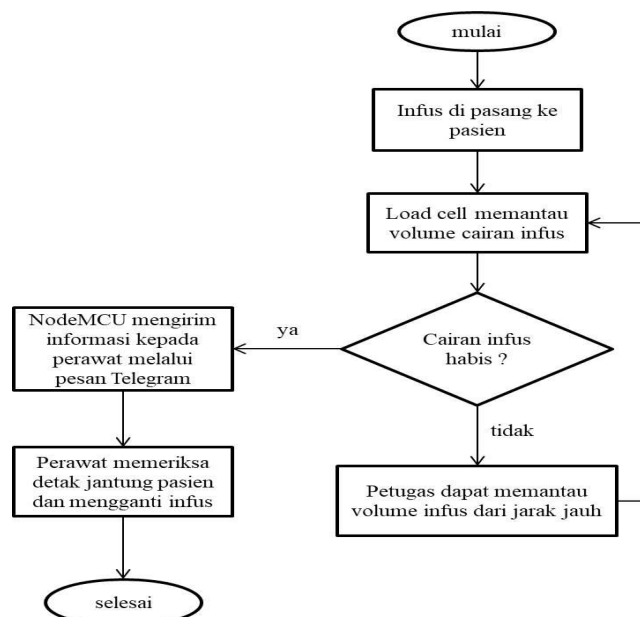 mulai
Infus di pasang ke
pasien
Load cell memantau
volume cairan infus
Cairan infus
habis ?
ya
NodeMCU mengirim
informasi kepada
perawat melalui
pesan Telegram
Perawat memeriksa
detak jantung pasien
dan mengganti infus
selesai
tidak
Petugas dapat memantau
volume infus dari jarak jauh